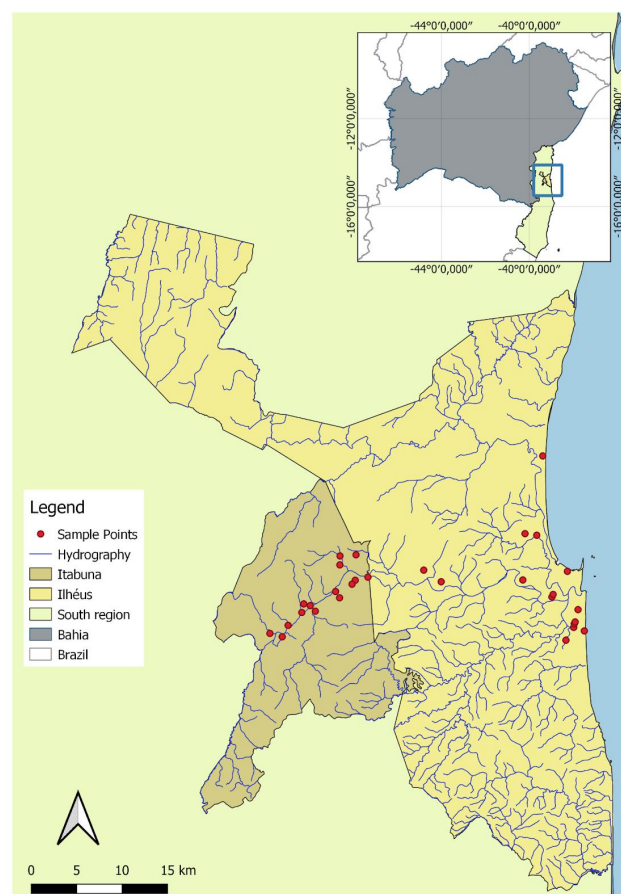 -44°0′0,000″ -40°0′0,000″
-12°0′0,000″ -12°0′0,000″
-16°0′0,000″ -16°0′0,000″
-44°0′0,000″ -40°0′0,000″
Legend
Sample Points
Hydrography
Itabuna
Ilhéus
South region
Bahia
Brazil
0 5 10 15 km